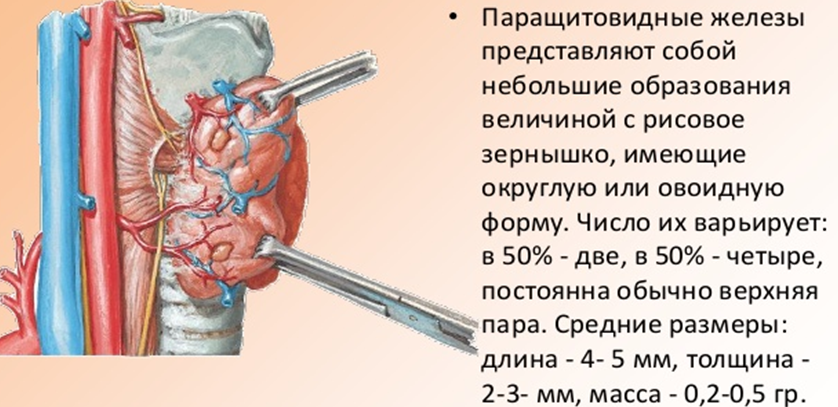 • Паращитовидные железы
представляют собой
небольшие образования
величиной с рисовое
зернышко, имеющие
округлую или овоидную
форму. Число их варьирует:
в 50% - две, в 50% - четыре,
постоянна обычно верхняя
пара. Средние размеры:
длина - 4- 5 мм, толщина -
2-3- мм, масса - 0,2-0,5 гр.